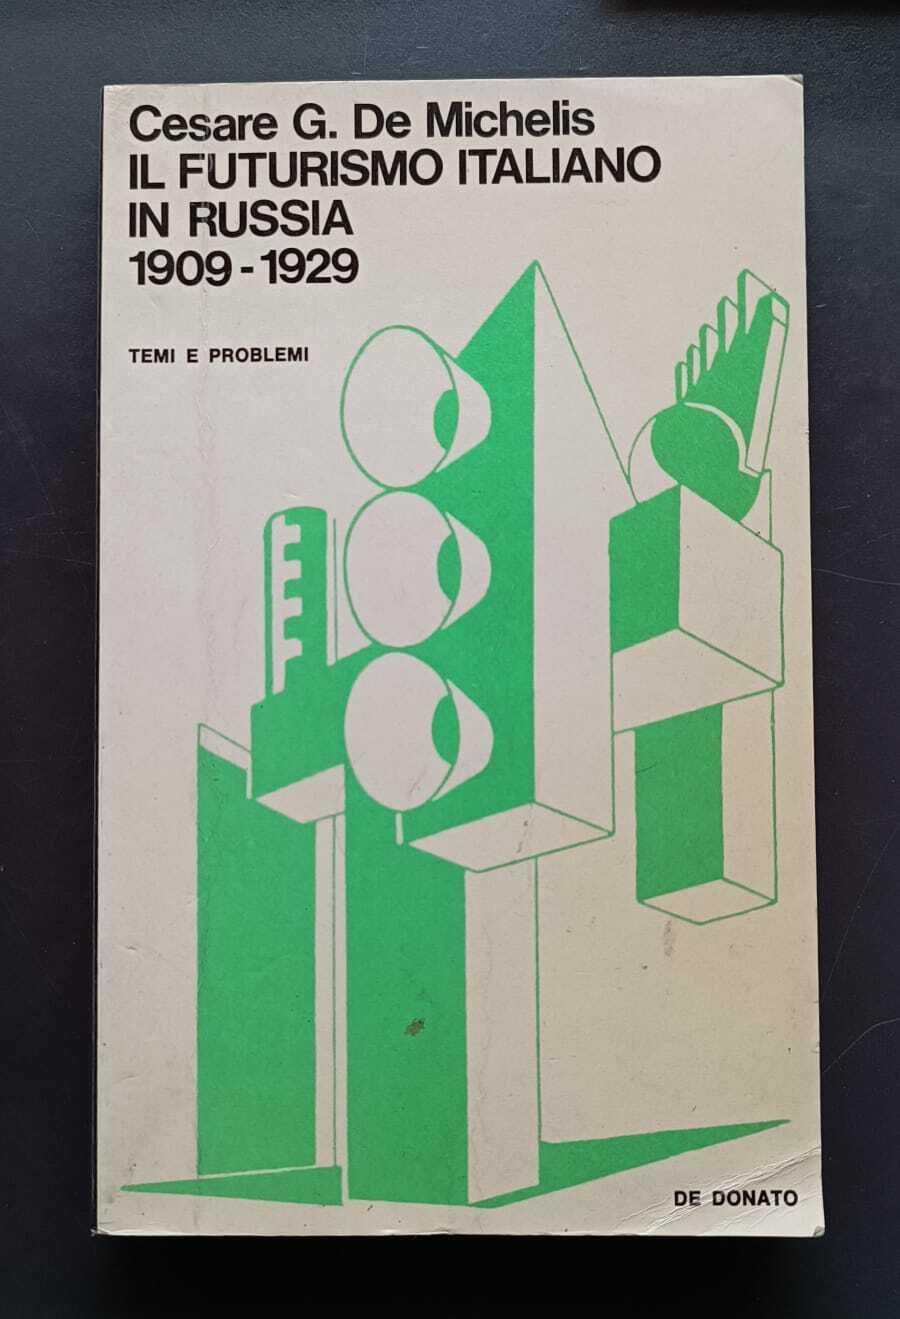 Cesare G. De Michelis
IL FUTURISMO ITALIANO
IN RUSSIA
1909-1929
TEMI E PROBLEMI
DE DONATO